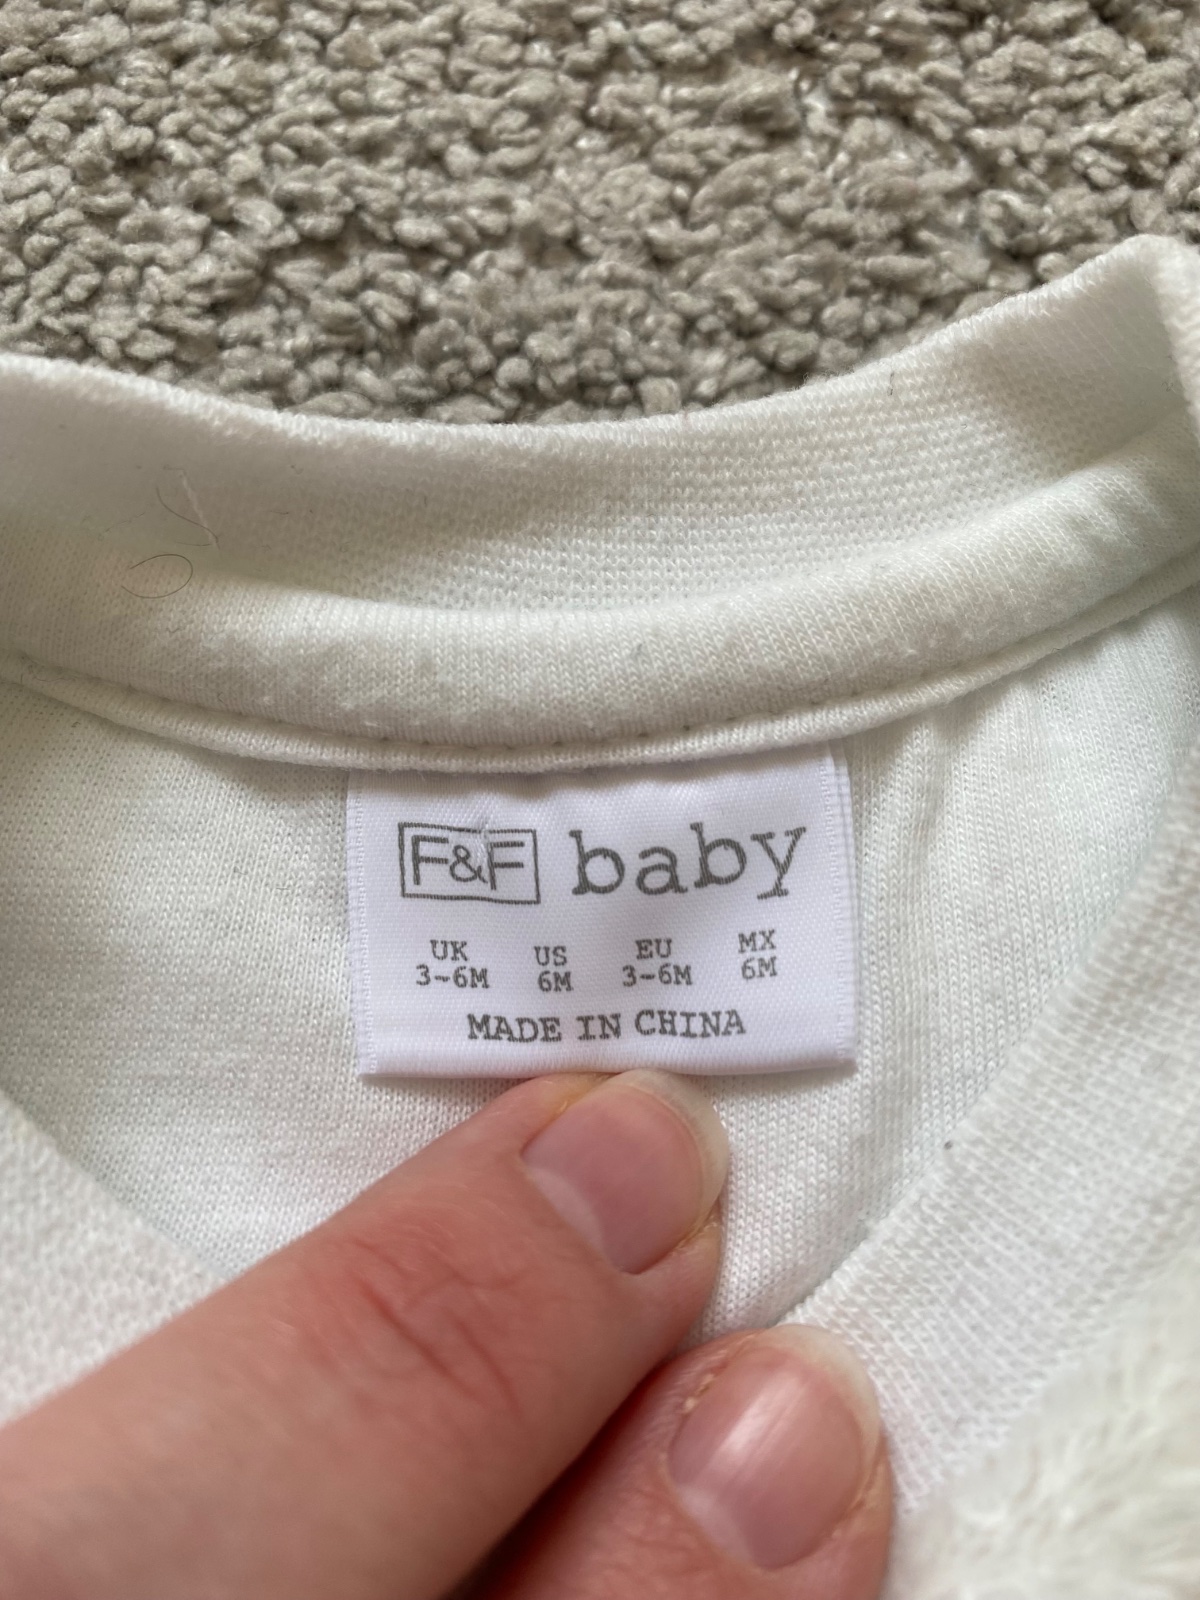 F&F baby
UK US EU MX
3-6M 6M 3-6M 6M
MADE IN CHINA